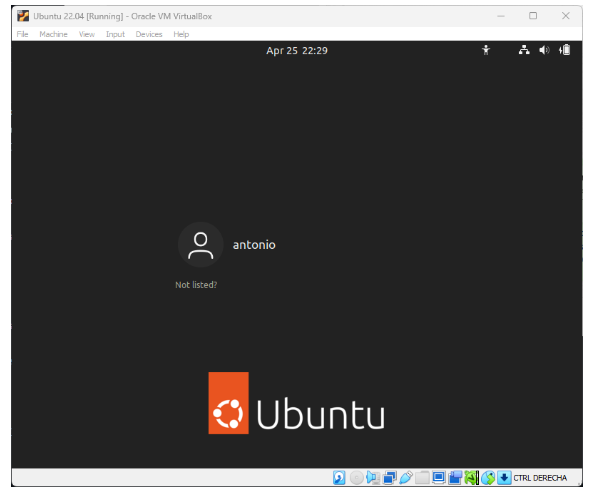 Ubuntu 22.04 [Running] - Oracle VM VirtualBox
File Machine View Input Devices Help
Apr 25 22:29
antonio
Not listed?
Ubuntu
CTRL DERECHA